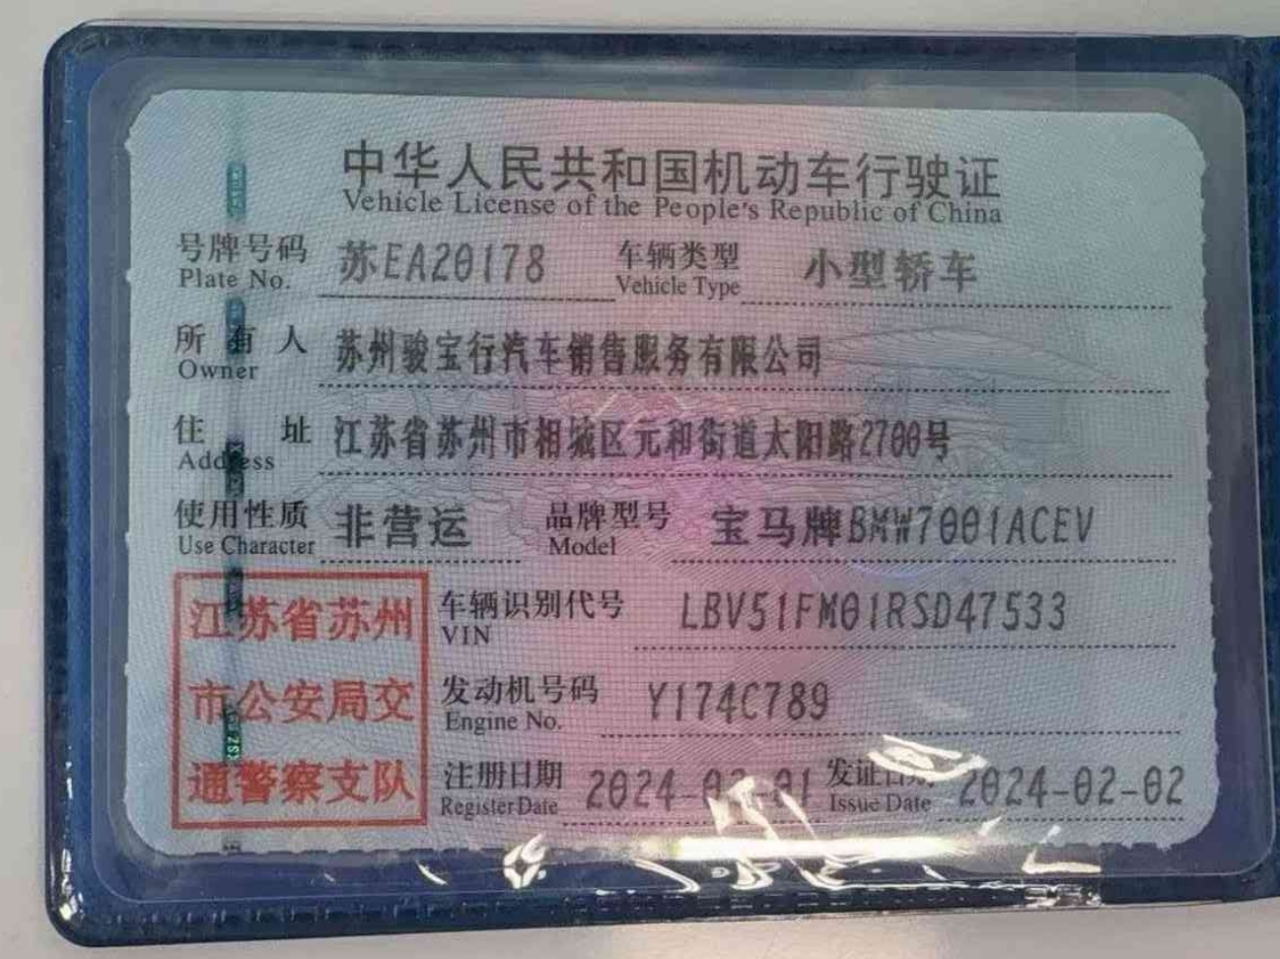 中华人民共和国机动车行驶证
Vehicle License of the People's Republic of China
号牌号码 苏EA20178 车辆类型 小型轿车
Plate No. Vehicle Type
所有人 苏州骏宝行汽车销售服务有限公司
Owner
住址 江苏省苏州市相城区元和街道太阳路2700号
Address
使用性质 非营运 品牌型号 宝马牌BMW7001ACEV
Use Character Model
江苏省苏州
市公安局交
通警察支队
车辆识别代号 LBV51FM01RSD47533
VIN
发动机号码 Y174C789
Engine No.
注册日期 发证日期 2024-02-02
Register Date Issue Date